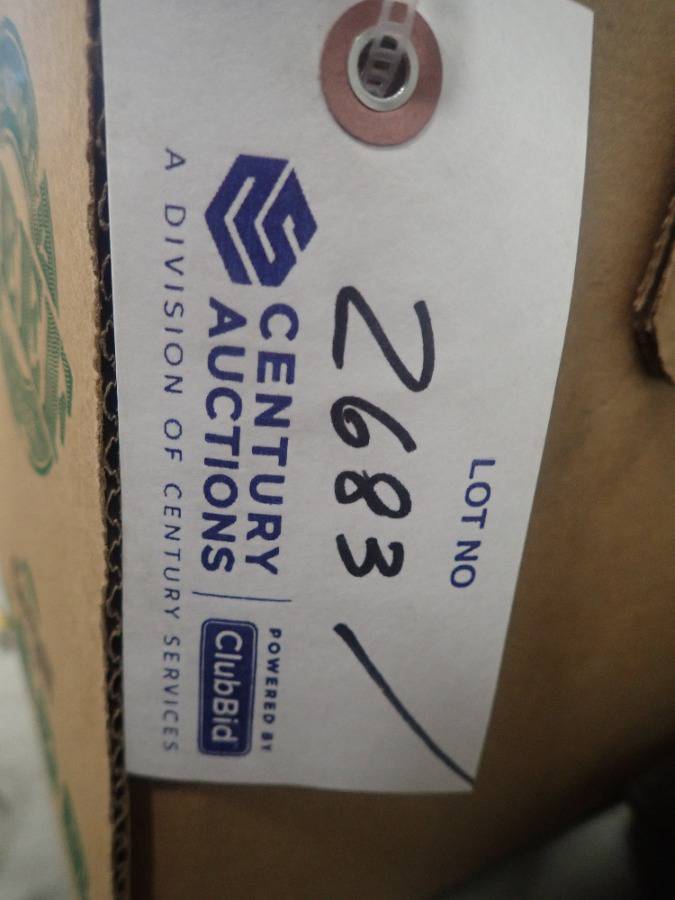 LOT NO
2683 /
CENTURY
AUCTIONS
POWERED BY
ClubBid
A DIVISION OF CENTURY SERVICES